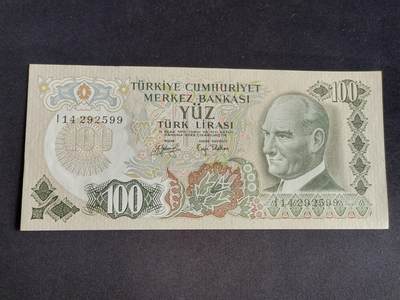 TÜRKİYE CUMHURİYET
MERKEZ BANKASI
100
I14 292599
YÜZ
TÜRK LİRASI
100
100
I14 292599